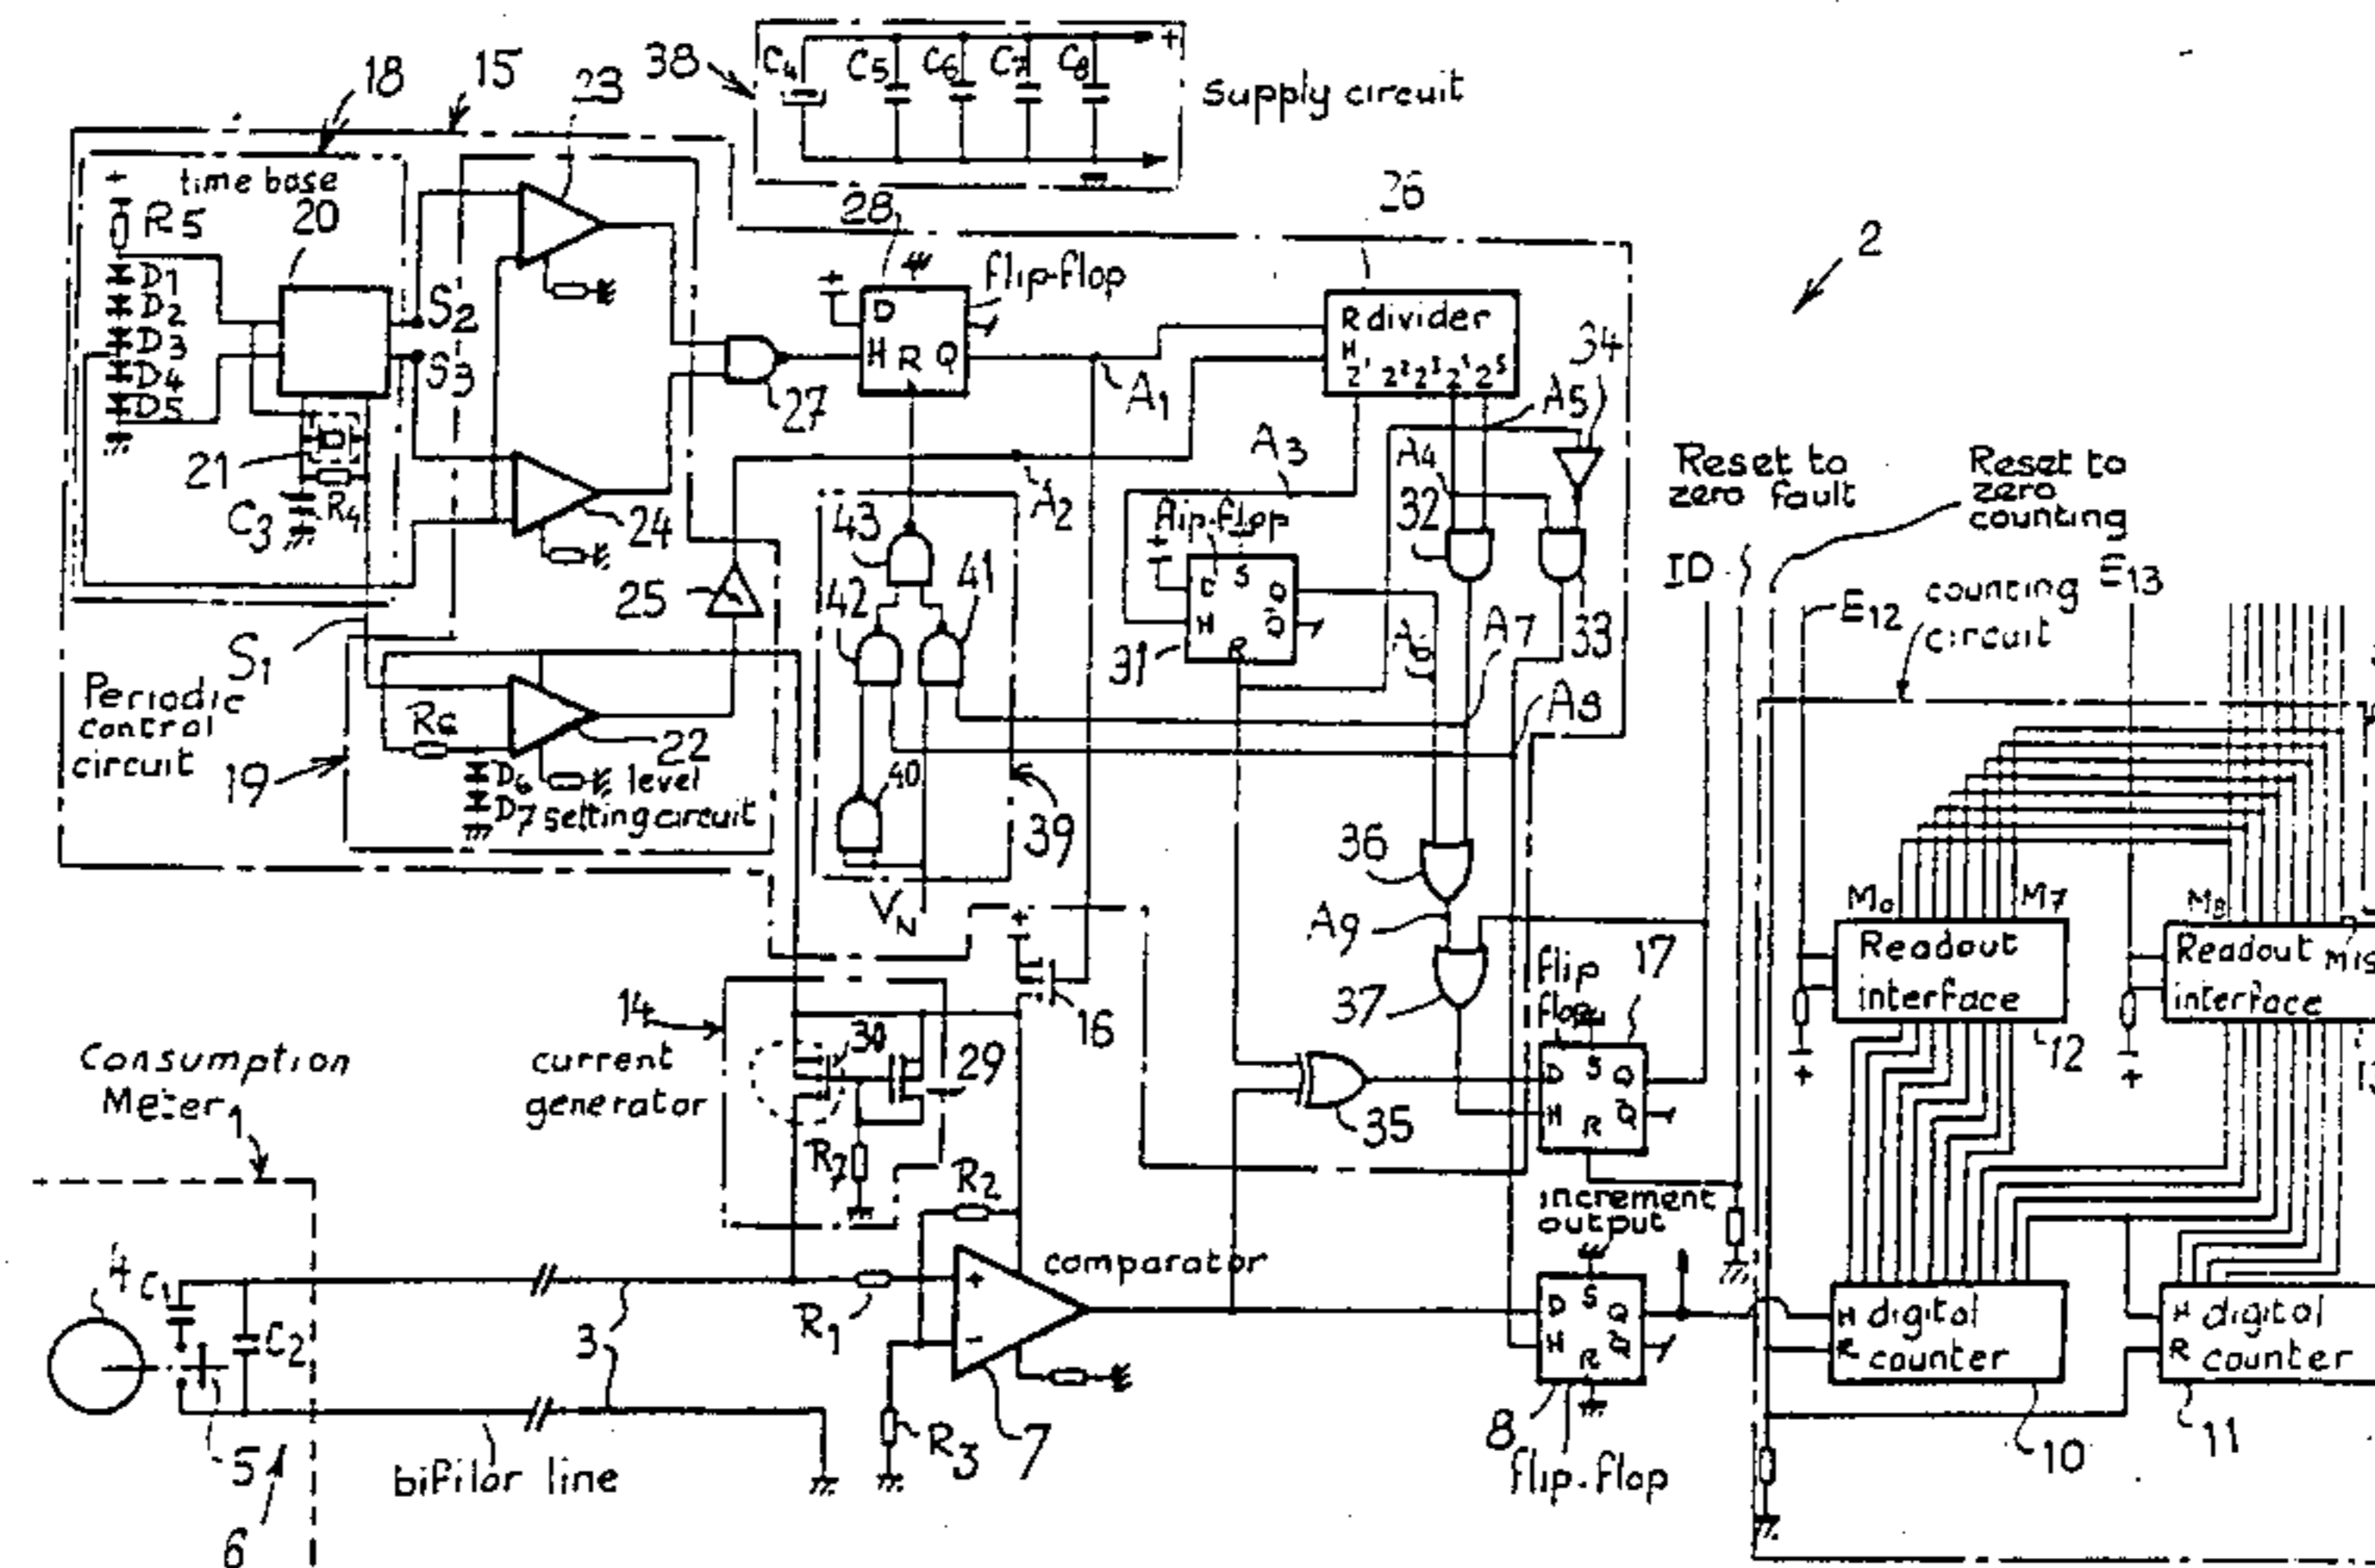 38
C4
C5
C6
C7
C8
+
supply circuit
18
15
23
time base
+
R5
20
28
26
2
D1
D2
D3
D4
D5
S2
S3
flip-flop
+
D
H
R
Q
27
A1
R divider
H
34
A5
21
C3
R4
24
A2
A3
A4
32
Reset to
zero fault
Reset to
zero
counting
43
25
42
41
flip-flop
S
Q
H
Q
R
31
A6
A7
33
ID
E12
counting
circuit
E13
S1
Periodic
control
circuit
22
A8
19
D6
level
D7
setting circuit
40
39
36
VN
+
A9
M0
M7
M8
Readout
interface
Readout
interface
37
flip
flop
17
14
current
generator
30
29
16
12
+
+
Consumption
Meter
1
R7
35
D
S
Q
H
R
Q
R2
increment
output
4
C1
C2
comparator
3
R1
+
-
D
S
Q
H
R
Q
H digital
R counter
H digital
R counter
5
6
bifilar line
R3
7
8
flip-flop
10
11